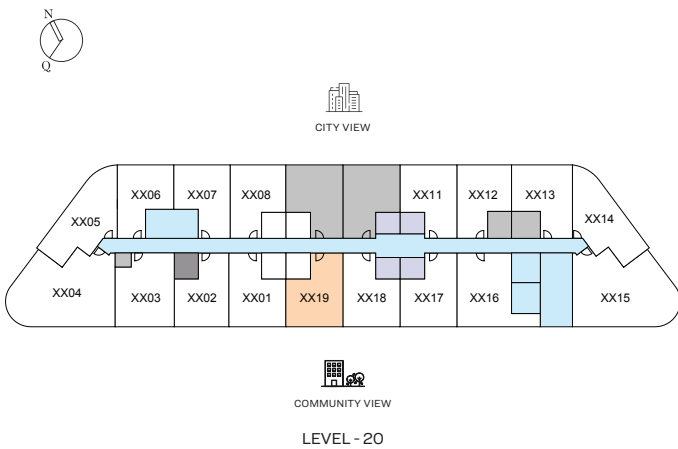 N
Q
CITY VIEW
XX06 XX07 XX08 XX11 XX12 XX13
XX05 XX14
XX04 XX03 XX02 XX01 XX19 XX18 XX17 XX16 XX15
COMMUNITY VIEW
LEVEL - 20